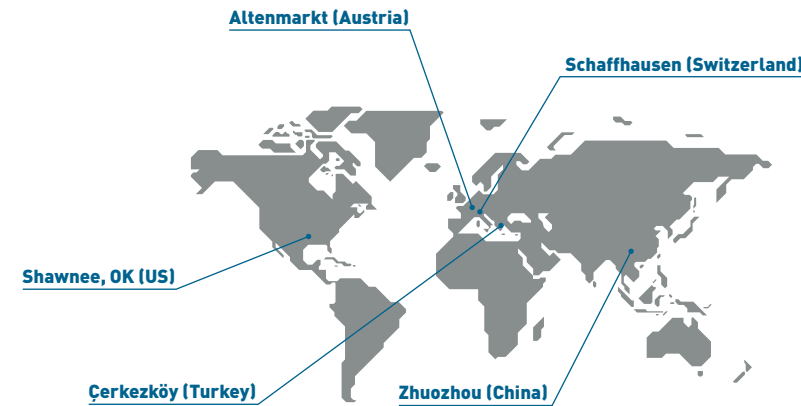 Altenmarkt (Austria)
Schaffhausen (Switzerland)
Shawnee, OK (US)
Çerkezköy (Turkey)
Zhuozhou (China)